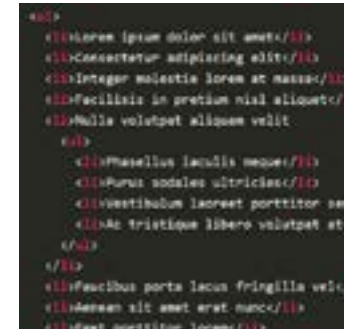 <ul>
<li>Lorem ipsum dolor sit amet</li>
<li>Consectetur adipiscing elit</li>
<li>Integer molestie lorem at massa</li>
<li>Facilisis in pretium nisl aliquet</
<li>Nulla volutpat aliquam velit
<ul>
<li>Phasellus iaculis neque</li>
<li>Purus sodales ultricies</li>
<li>Vestibulum laoreet porttitor sem
<li>Ac tristique libero volutpat at
</ul>
</li>
<li>Faucibus porta lacus fringilla vel<
<li>Aenean sit amet erat nunc</li>
<li>Eget porttitor lorem</li>